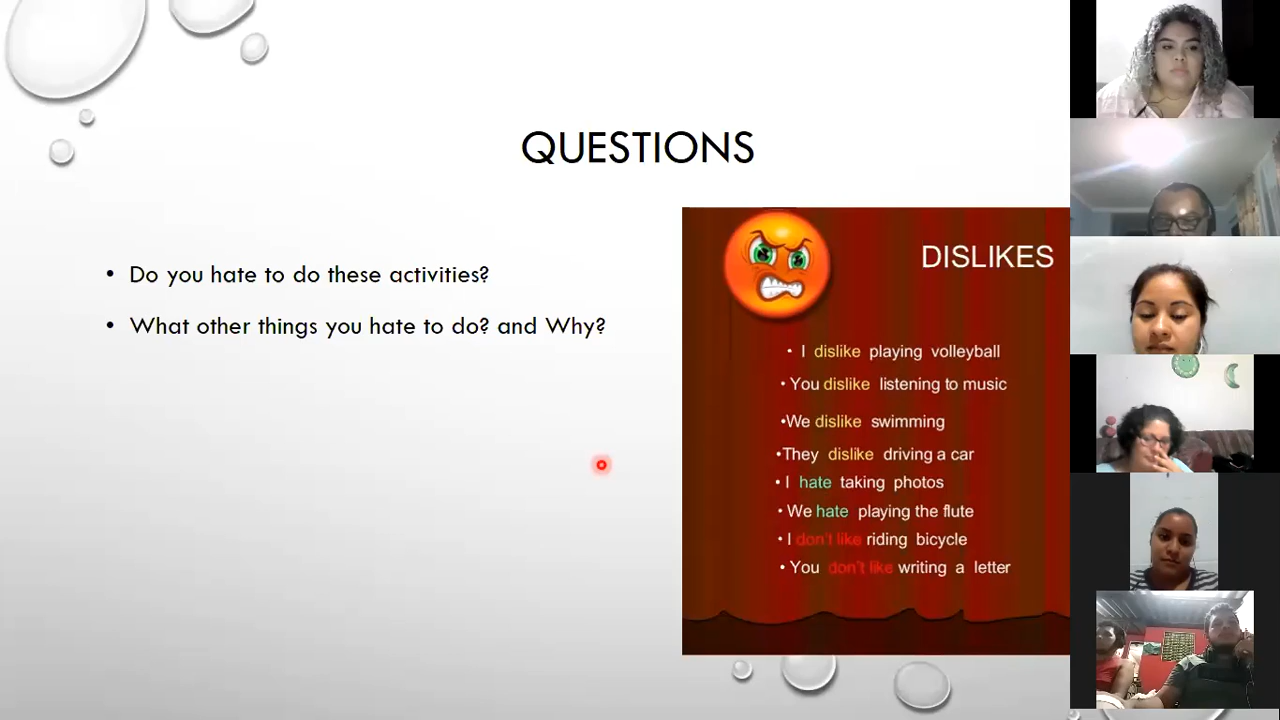 QUESTIONS
• Do you hate to do these activities?
• What other things you hate to do? and Why?
DISLIKES
• I dislike playing volleyball
• You dislike listening to music
•We dislike swimming
•They dislike driving a car
• I hate taking photos
• We hate playing the flute
• I don't like riding bicycle
• You don't like writing a letter